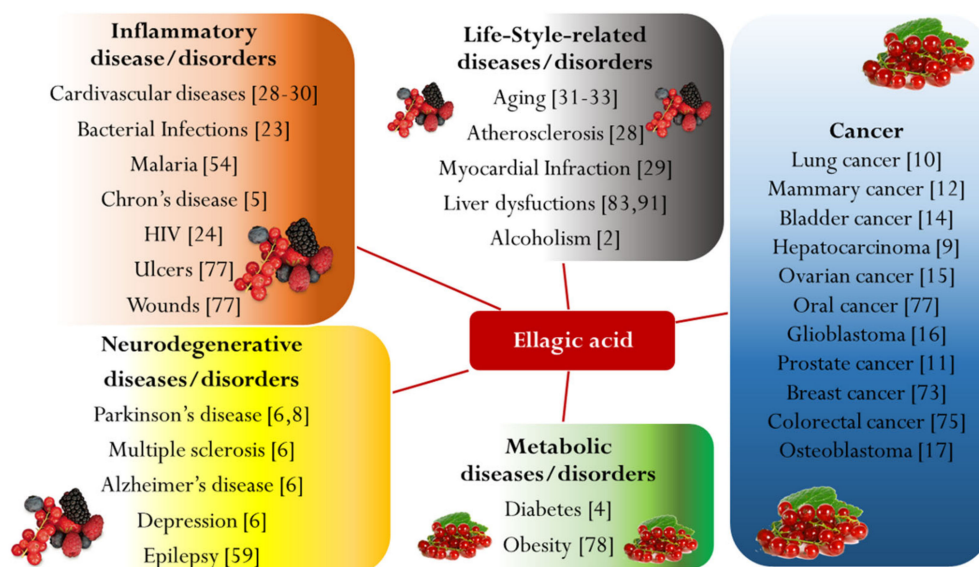 Inflammatory
disease/disorders
Cardivascular diseases [28-30]
Bacterial Infections [23]
Malaria [54]
Chron's disease [5]
HIV [24]
Ulcers [77]
Wounds [77]
Life-Style-related
diseases/disorders
Aging [31-33]
Atherosclerosis [28]
Myocardial Infraction [29]
Liver dysfuctions [83,91]
Alcoholism [2]
Cancer
Lung cancer [10]
Mammary cancer [12]
Bladder cancer [14]
Hepatocarcinoma [9]
Ovarian cancer [15]
Oral cancer [77]
Glioblastoma [16]
Prostate cancer [11]
Breast cancer [73]
Colorectal cancer [75]
Osteoblastoma [17]
Ellagic acid
Neurodegenerative
diseases/disorders
Parkinson's disease [6,8]
Multiple sclerosis [6]
Alzheimer's disease [6]
Depression [6]
Epilepsy [59]
Metabolic
diseases/disorders
Diabetes [4]
Obesity [78]